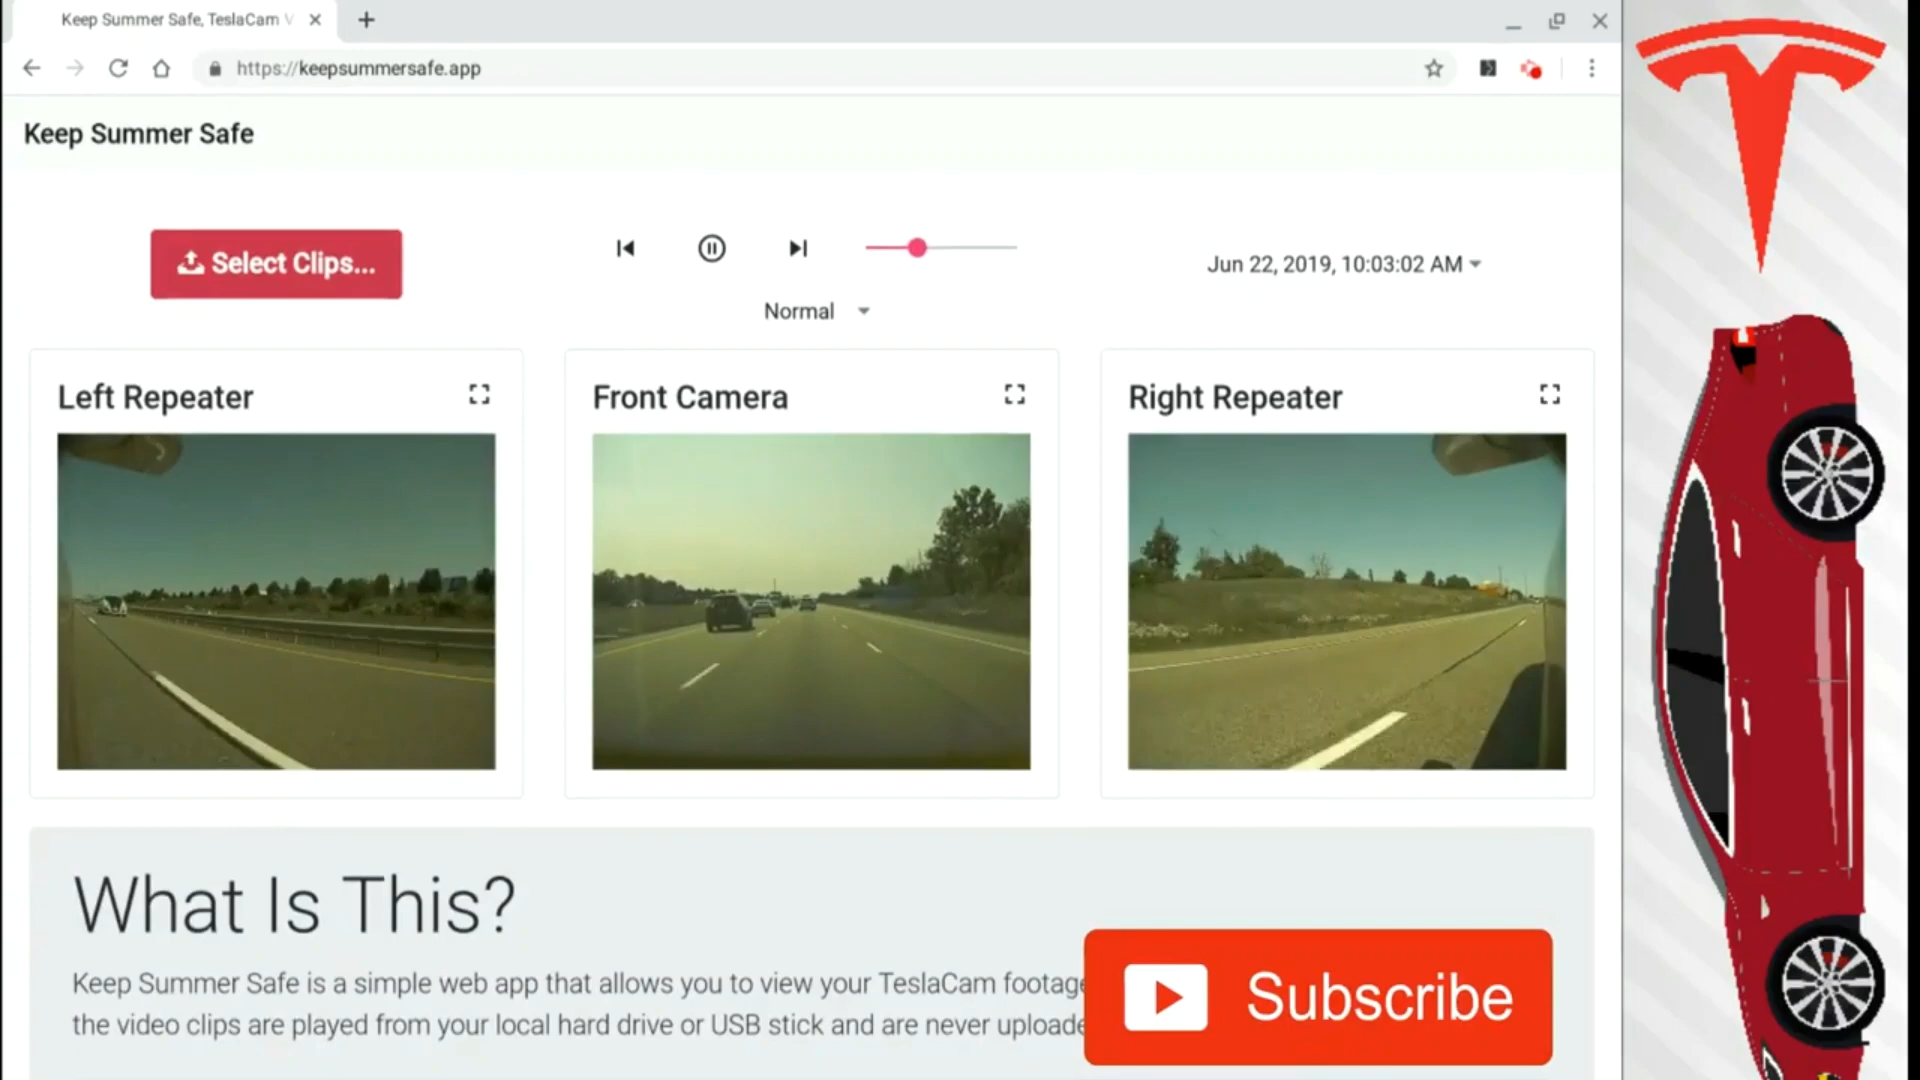 Keep Summer Safe, TeslaCam V
https://keepsummersafe.app
Keep Summer Safe
Select Clips...
Jun 22, 2019, 10:03:02 AM
Normal
Left Repeater
Front Camera
Right Repeater
What Is This?
Keep Summer Safe is a simple web app that allows you to view your TeslaCam footage
the video clips are played from your local hard drive or USB stick and are never uploade
Subscribe